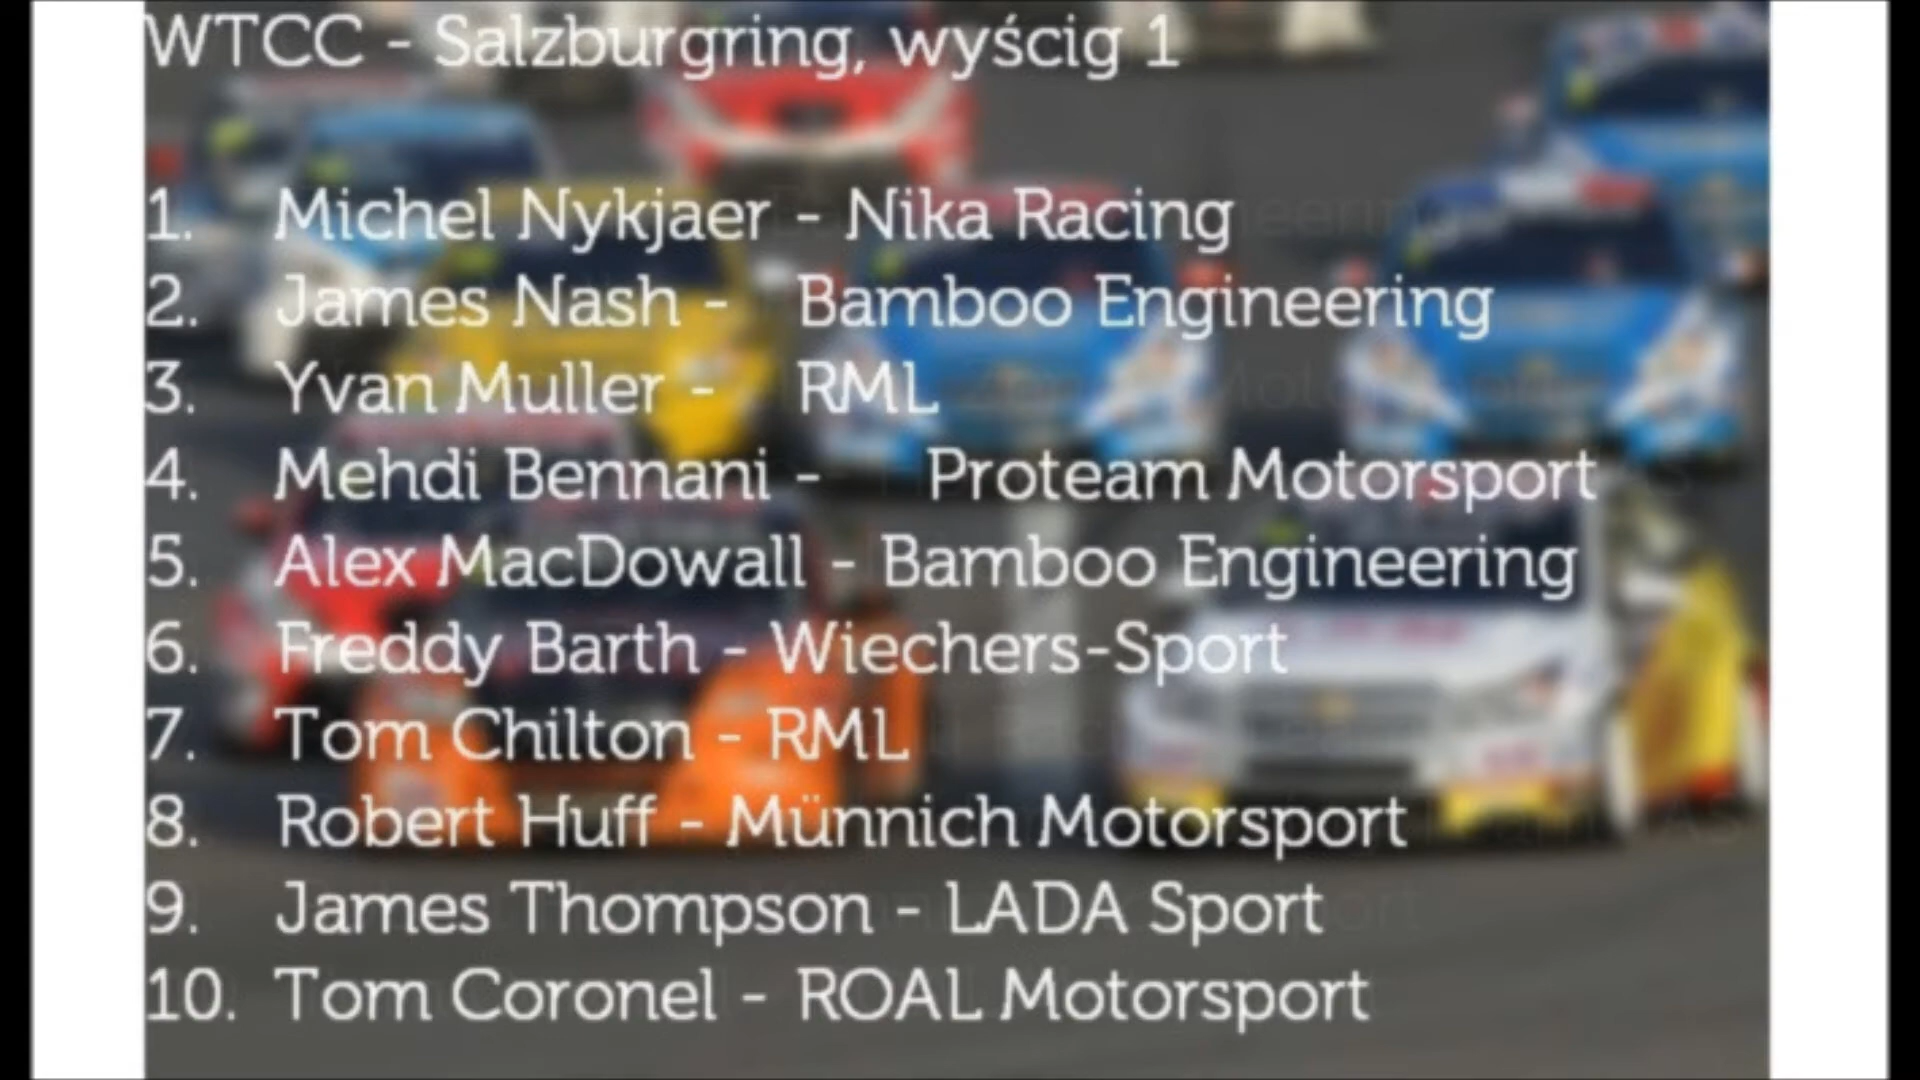 WTCC - Salzburgring, wyścig 1
1. Michel Nykjaer - Nika Racing
2. James Nash - Bamboo Engineering
3. Yvan Muller - RML
4. Mehdi Bennani - Proteam Motorsport
5. Alex MacDowall - Bamboo Engineering
6. Freddy Barth - Wiechers-Sport
7. Tom Chilton - RML
8. Robert Huff - Münnich Motorsport
9. James Thompson - LADA Sport
10. Tom Coronel - ROAL Motorsport